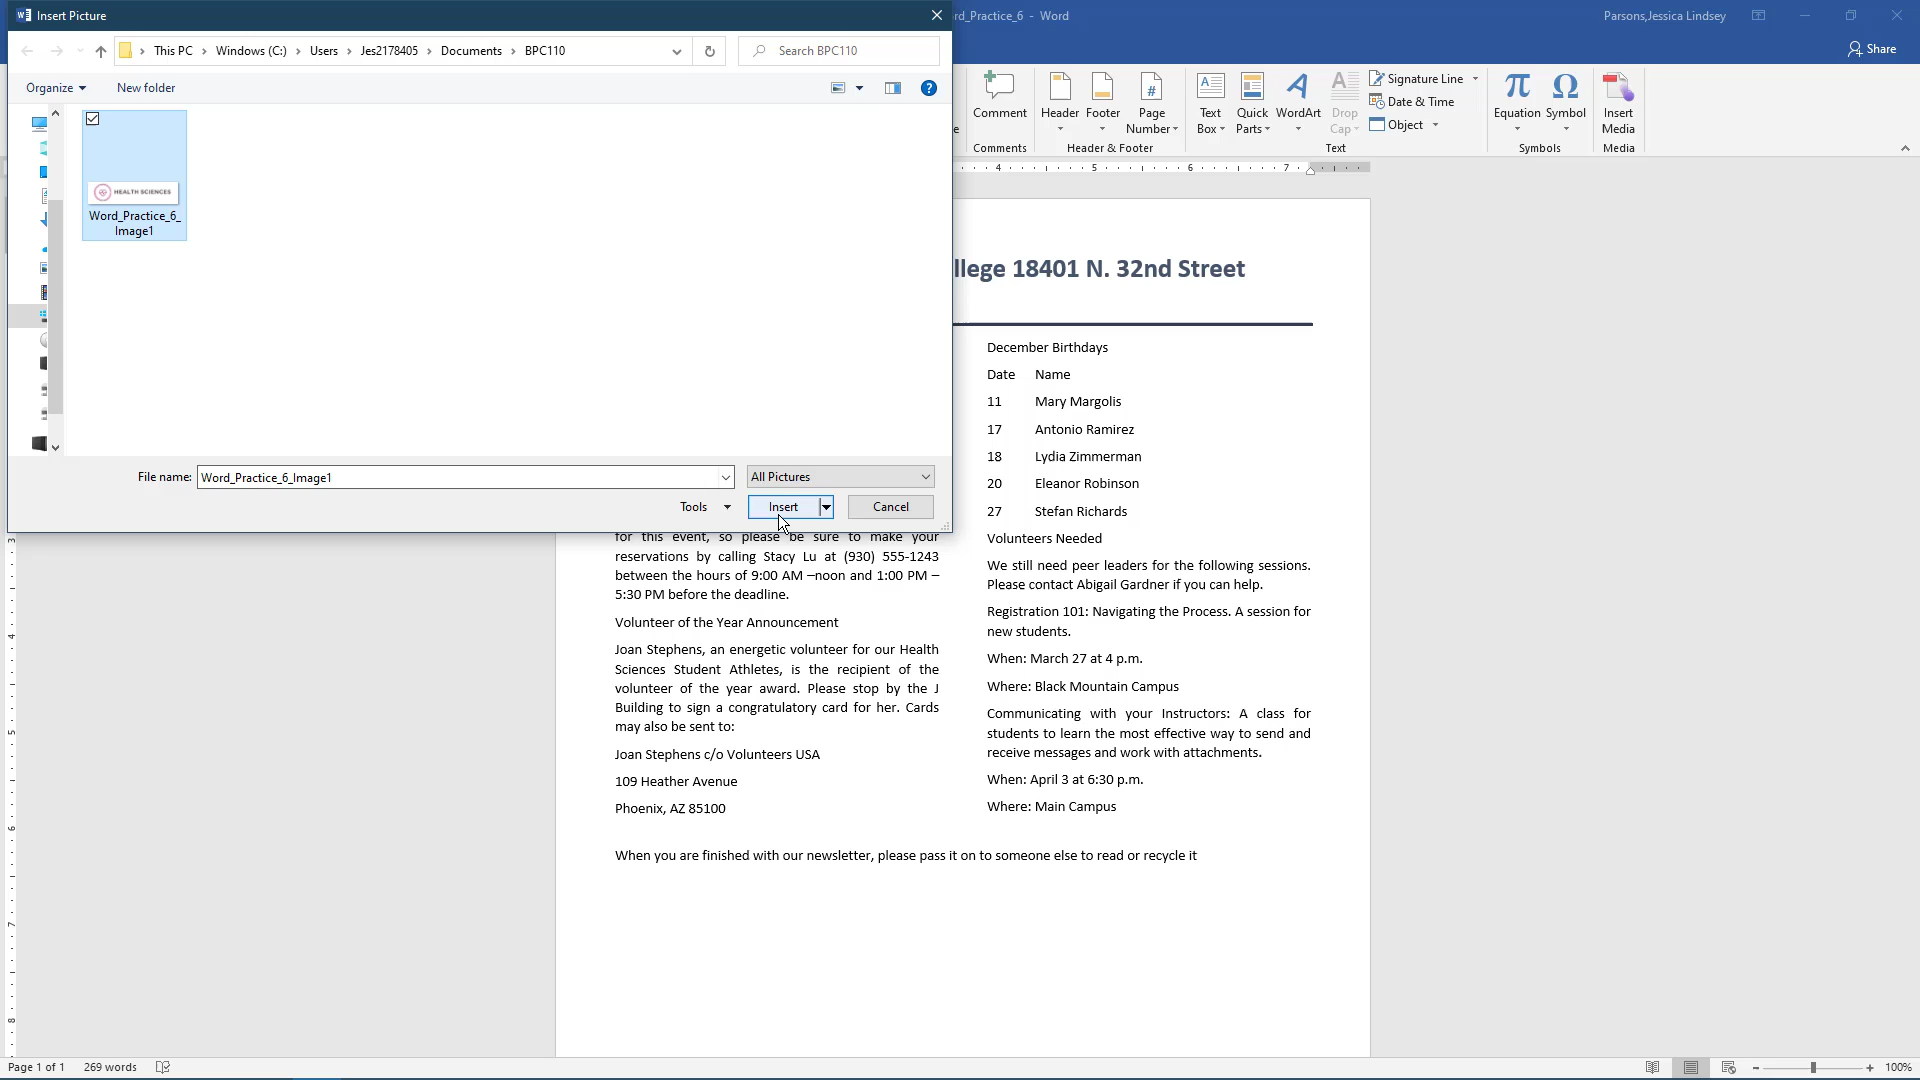 Insert Picture
rd_Practice_6 - Word
Parsons,Jessica Lindsey
This PC
Windows (C:)
Users
Jes2178405
Documents
BPC110
Search BPC110
Share
Organize
New folder
Comment
Comments
Header
Footer
Page Number
Header & Footer
Text Box
Quick Parts
WordArt
Drop Cap
Signature Line
Date & Time
Object
Text
Equation
Symbol
Symbols
Insert Media
Media
HEALTH SCIENCES
Word_Practice_6_
Image1
File name:
Word_Practice_6_Image1
All Pictures
Tools
Insert
Cancel
4 5 6 7
llege 18401 N. 32nd Street
for this event, so please be sure to make your
reservations by calling Stacy Lu at (930) 555-1243
between the hours of 9:00 AM –noon and 1:00 PM –
5:30 PM before the deadline.
Volunteer of the Year Announcement
Joan Stephens, an energetic volunteer for our Health
Sciences Student Athletes, is the recipient of the
volunteer of the year award. Please stop by the J
Building to sign a congratulatory card for her. Cards
may also be sent to:
Joan Stephens c/o Volunteers USA
109 Heather Avenue
Phoenix, AZ 85100
December Birthdays
Date Name
11 Mary Margolis
17 Antonio Ramirez
18 Lydia Zimmerman
20 Eleanor Robinson
27 Stefan Richards
Volunteers Needed
We still need peer leaders for the following sessions.
Please contact Abigail Gardner if you can help.
Registration 101: Navigating the Process. A session for
new students.
When: March 27 at 4 p.m.
Where: Black Mountain Campus
Communicating with your Instructors: A class for
students to learn the most effective way to send and
receive messages and work with attachments.
When: April 3 at 6:30 p.m.
Where: Main Campus
When you are finished with our newsletter, please pass it on to someone else to read or recycle it
3
4
5
6
7
8
Page 1 of 1
269 words
100%